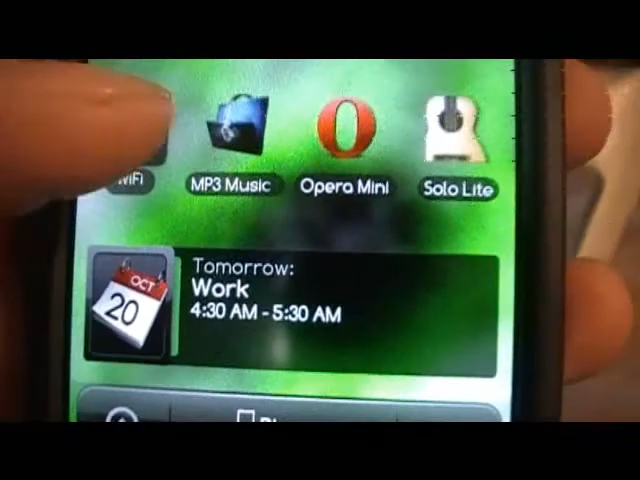 WiFi
MP3 Music
Opera Mini
Solo Lite
OCT
20
Tomorrow:
Work
4:30 AM - 5:30 AM